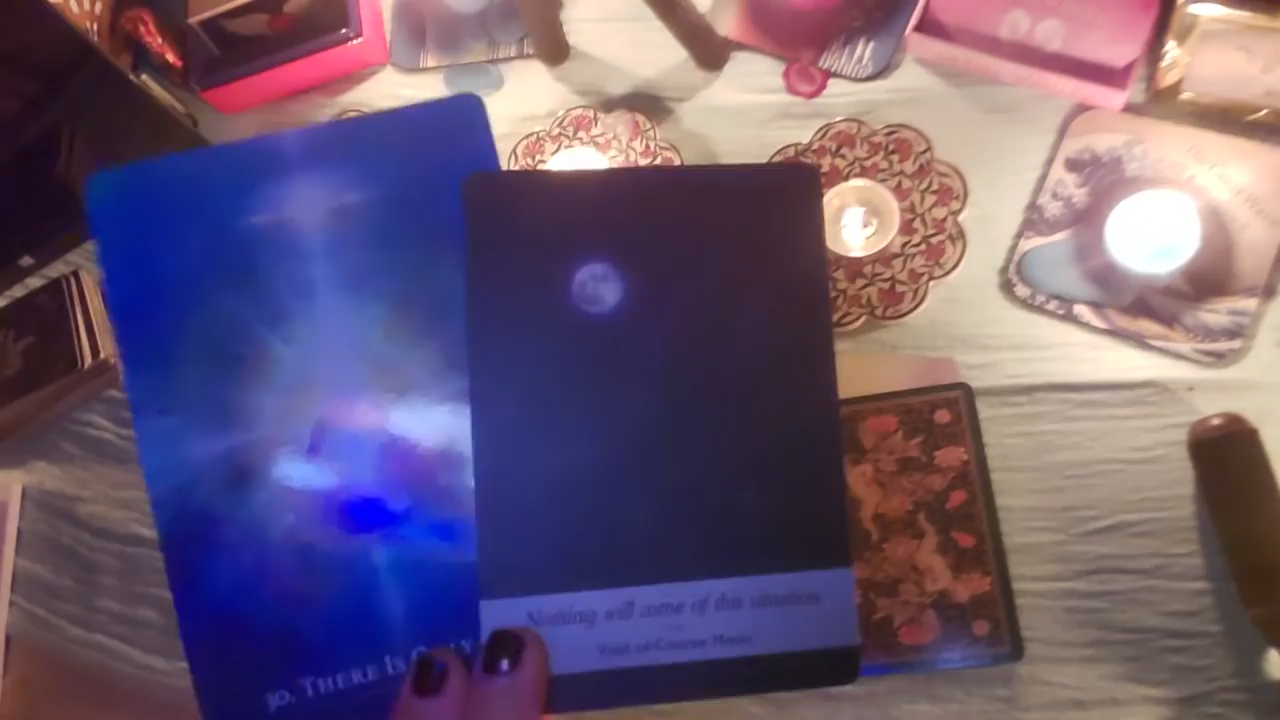 30. THERE IS ONLY
Nothing will come of this situation
Void-of-Course Moon